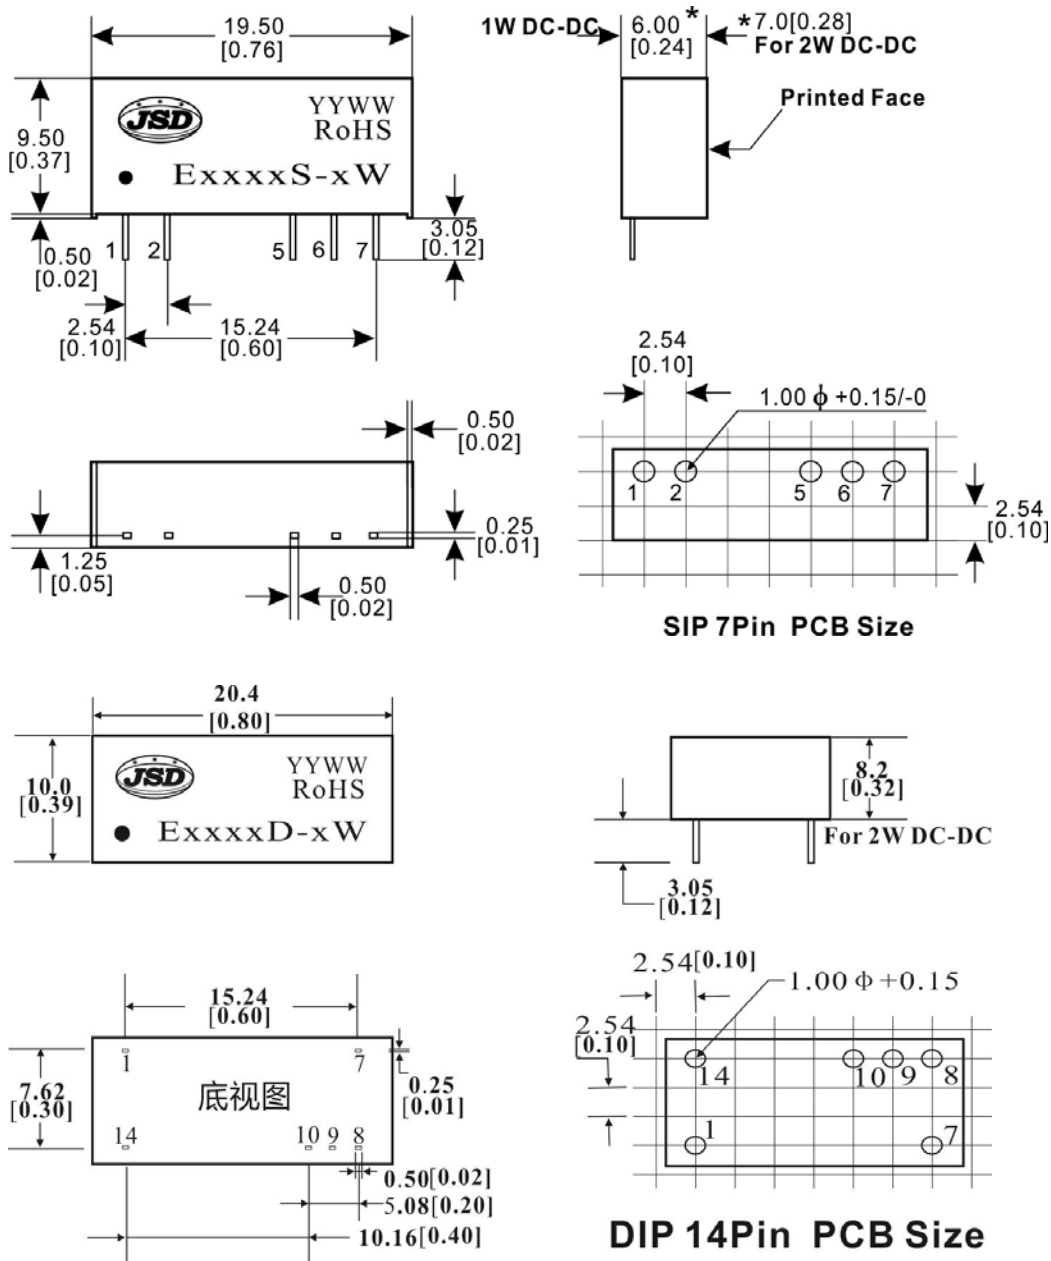 19.50
[0.76]
1W DC-DC
6.00 *
[0.24]
*7.0[0.28]
For 2W DC-DC
Printed Face
JSD
YYWW
RoHS
ExxxxS-xW
9.50
[0.37]
0.50
[0.02]
1 2 5 6 7
3.05
[0.12]
2.54
[0.10]
15.24
[0.60]
2.54
[0.10]
1.00 ϕ +0.15/-0
1 2 5 6 7
2.54
[0.10]
SIP 7Pin PCB Size
0.50
[0.02]
1.25
[0.05]
0.50
[0.02]
0.25
[0.01]
20.4
[0.80]
JSD
YYWW
RoHS
ExxxxD-xW
10.0
[0.39]
8.2
[0.32]
For 2W DC-DC
3.05
[0.12]
15.24
[0.60]
1 7
底视图
14 10 9 8
7.62
[0.30]
0.25
[0.01]
0.50[0.02]
5.08[0.20]
10.16[0.40]
2.54[0.10]
1.00 ϕ +0.15
2.54
[0.10]
14 10 9 8
1 7
DIP 14Pin PCB Size